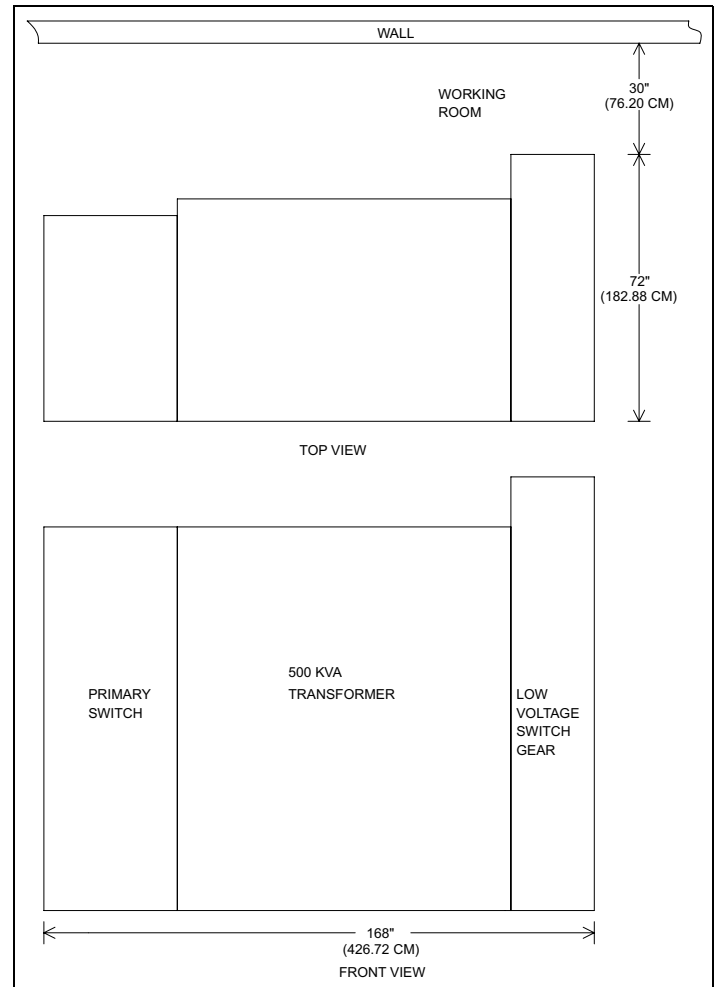 WALL
WORKING
ROOM
30"
(76.20 CM)
72"
(182.88 CM)
TOP VIEW
PRIMARY
SWITCH
500 KVA
TRANSFORMER
LOW
VOLTAGE
SWITCH
GEAR
168"
(426.72 CM)
FRONT VIEW